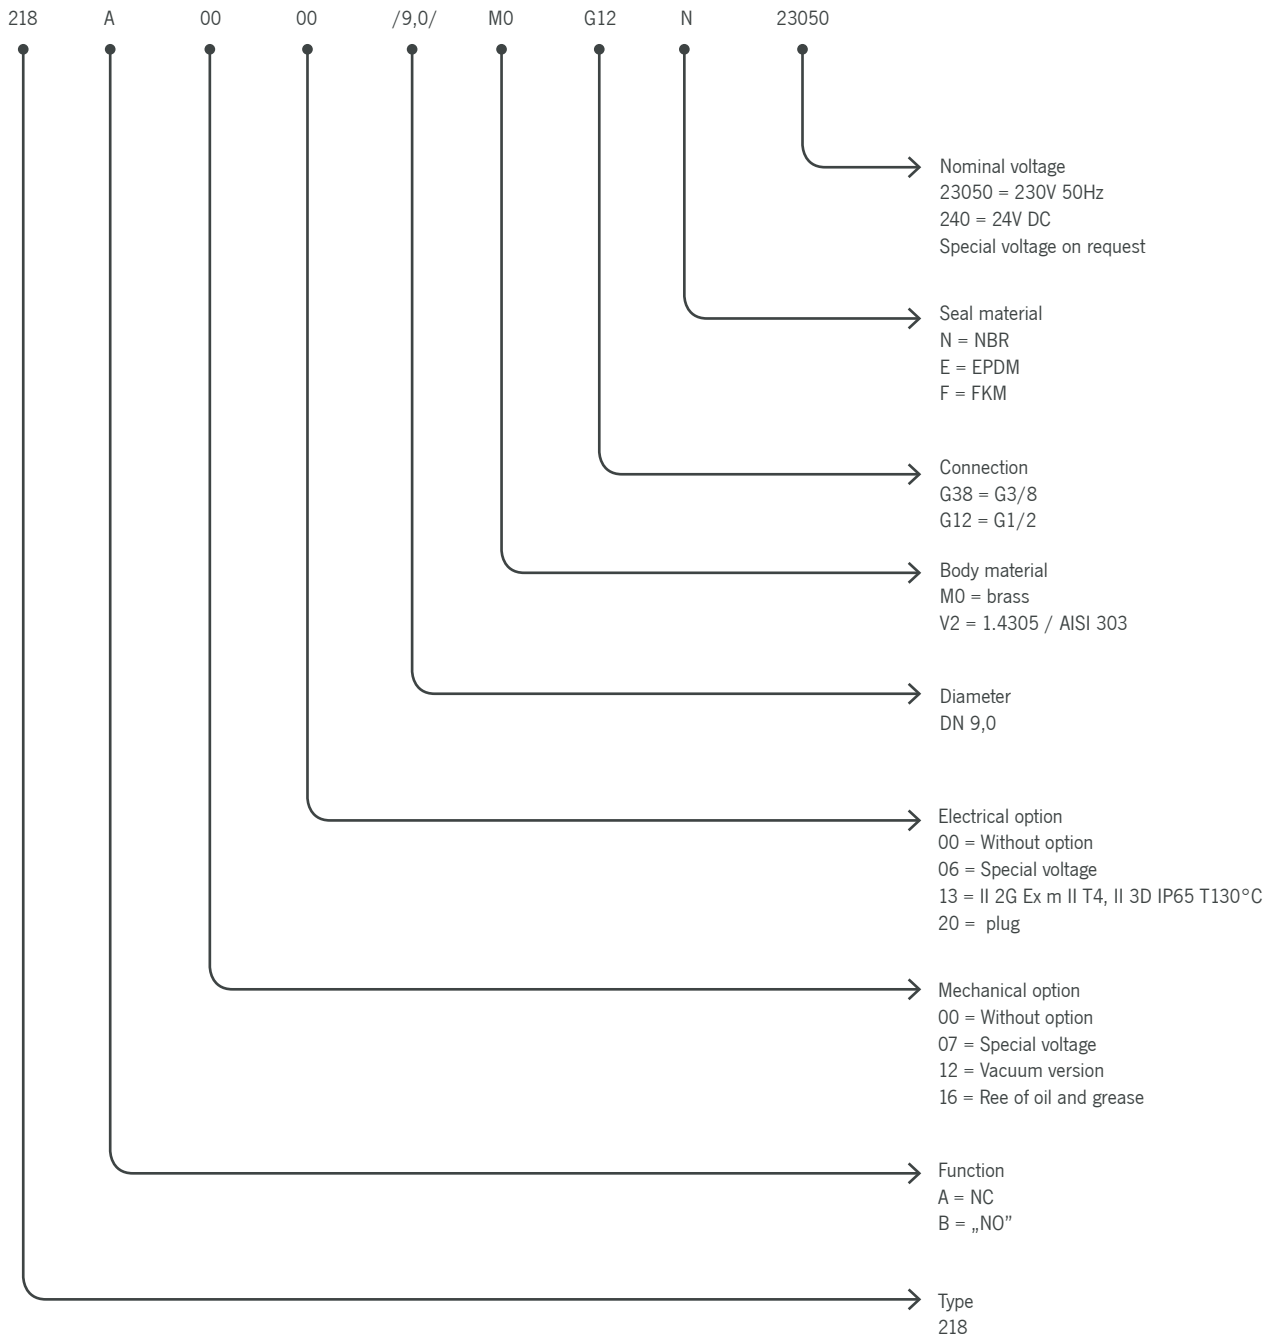 218 A 00 00 /9,0/ M0 G12 N 23050
Nominal voltage
23050 = 230V 50Hz
240 = 24V DC
Special voltage on request
Seal material
N = NBR
E = EPDM
F = FKM
Connection
G38 = G3/8
G12 = G1/2
Body material
M0 = brass
V2 = 1.4305 / AISI 303
Diameter
DN 9,0
Electrical option
00 = Without option
06 = Special voltage
13 = II 2G Ex m II T4, II 3D IP65 T130°C
20 = plug
Mechanical option
00 = Without option
07 = Special voltage
12 = Vacuum version
16 = Ree of oil and grease
Function
A = NC
B = „NO”
Type
218